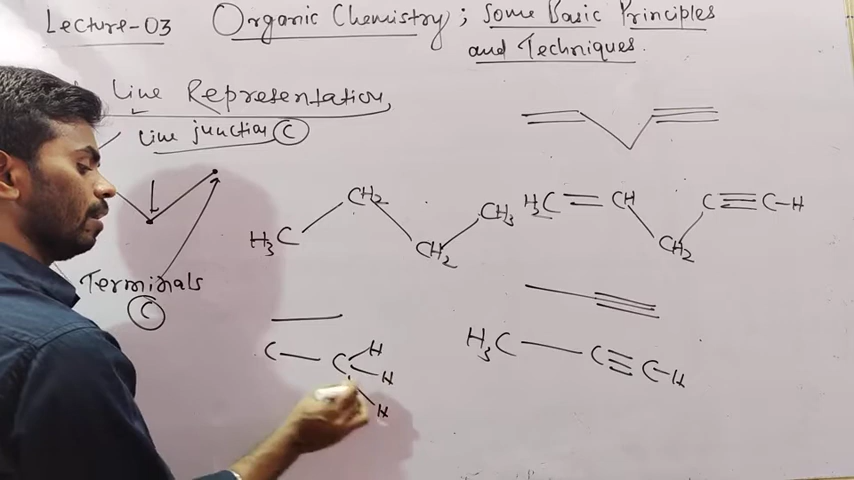 Lecture-03 Organic Chemistry; Some Basic Principles
and Techniques.
Line Representation,
Line junction C
Terminals
C
H3C CH2 CH2 CH3
H2C = CH CH2 C ≡ C-H
C — C H H H
H3C — C ≡ C-H